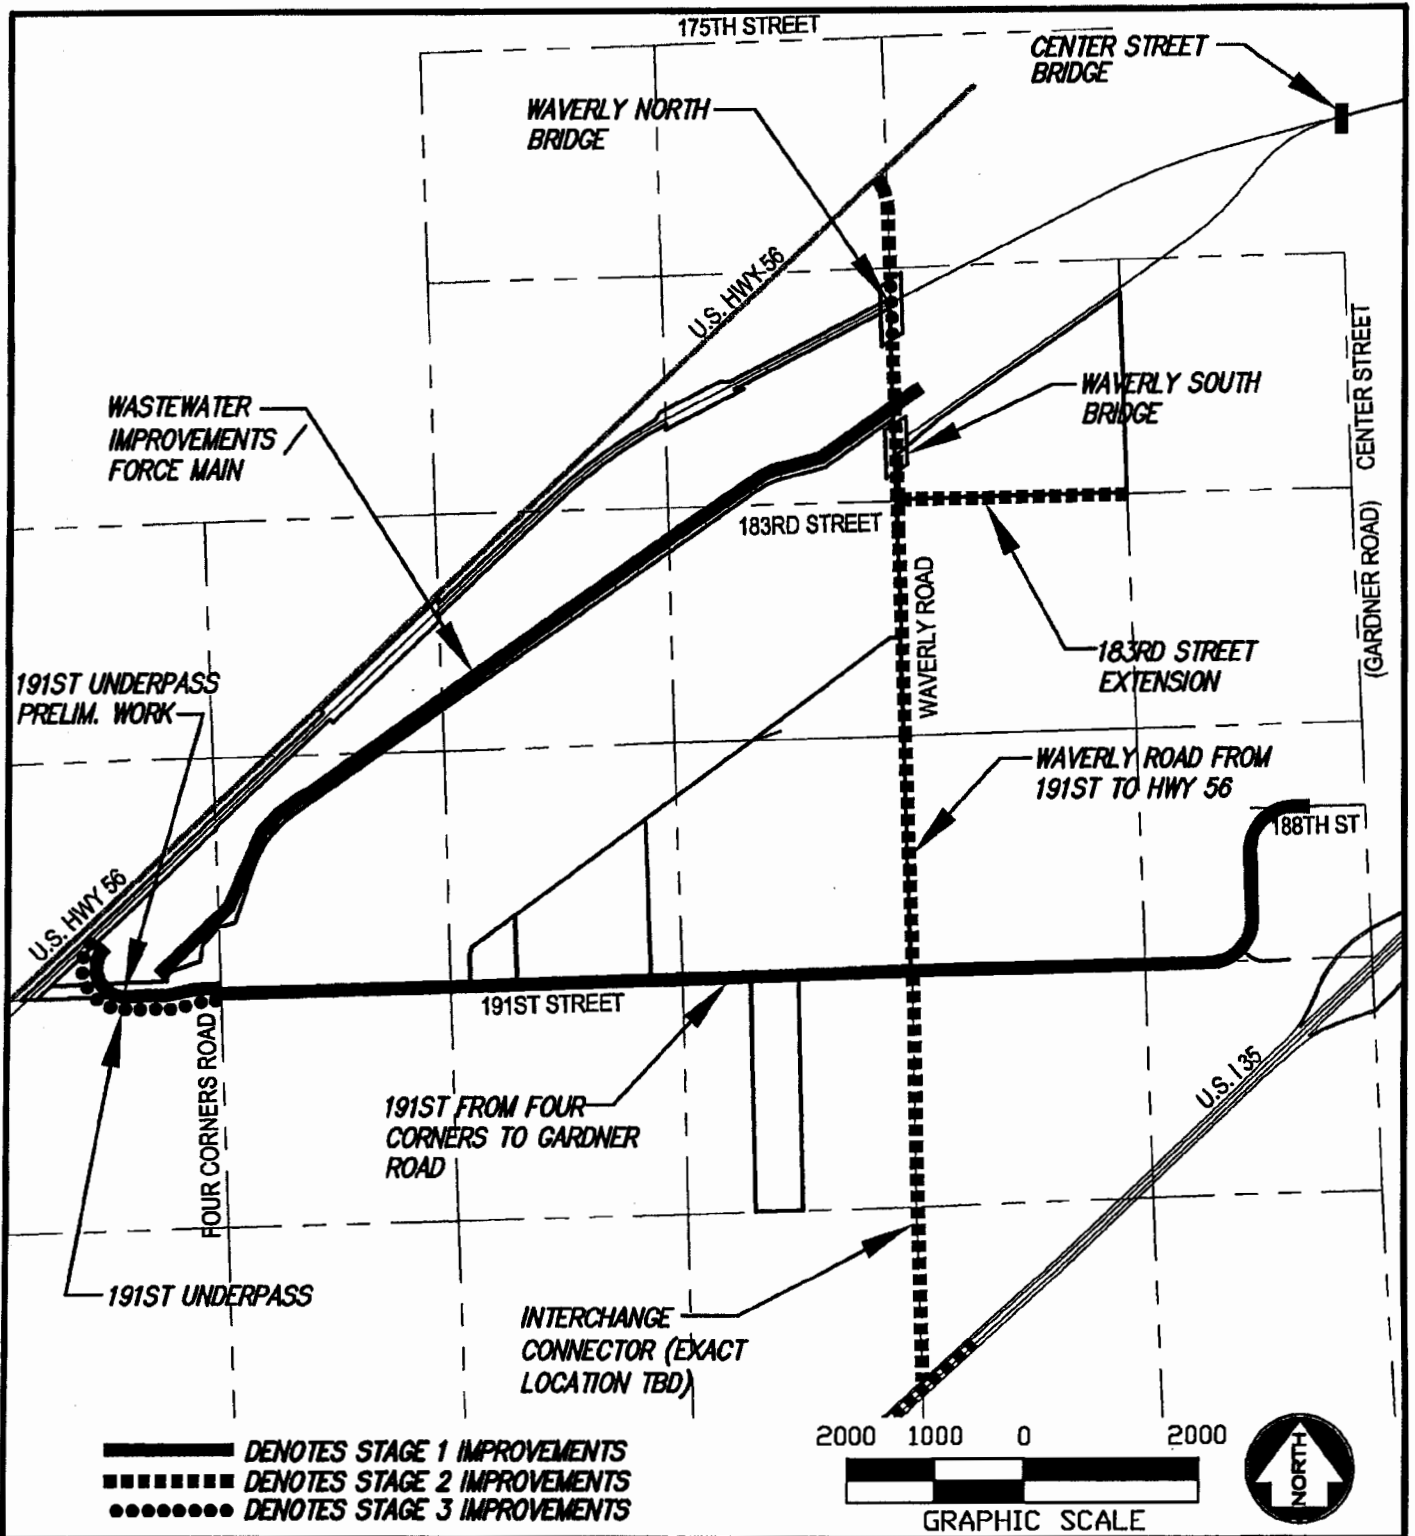 175TH STREET
CENTER STREET
BRIDGE
WAVERLY NORTH
BRIDGE
U.S. HWY 56
CENTER STREET
(GARDNER ROAD)
WAVERLY SOUTH
BRIDGE
WASTEWATER
IMPROVEMENTS
FORCE MAIN
183RD STREET
WAVERLY ROAD
183RD STREET
EXTENSION
191ST UNDERPASS
PRELIM. WORK
WAVERLY ROAD FROM
191ST TO HWY 56
188TH ST
U.S. HWY 56
191ST STREET
FOUR CORNERS ROAD
U.S. I 35
191ST FROM FOUR
CORNERS TO GARDNER
ROAD
191ST UNDERPASS
INTERCHANGE
CONNECTOR (EXACT
LOCATION TBD)
DENOTES STAGE 1 IMPROVEMENTS
DENOTES STAGE 2 IMPROVEMENTS
DENOTES STAGE 3 IMPROVEMENTS
2000 1000 0 2000
GRAPHIC SCALE
NORTH